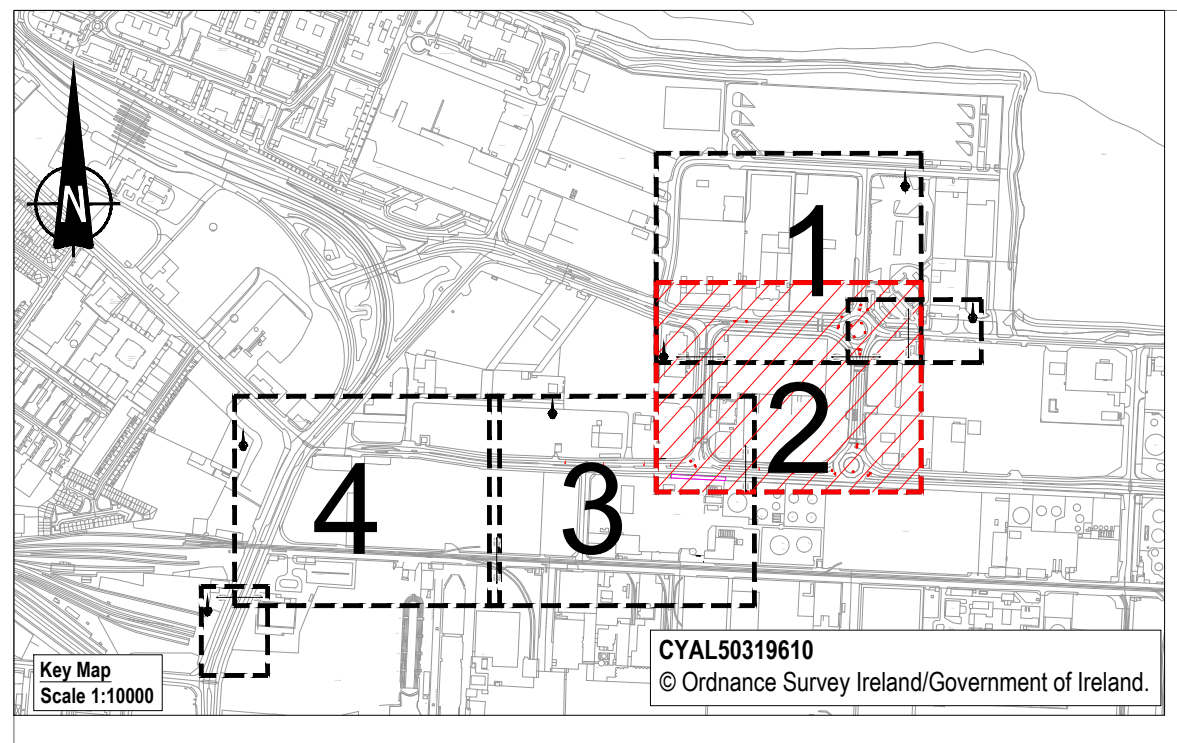 N
1
2
3
4
Key Map
Scale 1:10000
CYAL50319610
© Ordnance Survey Ireland/Government of Ireland.